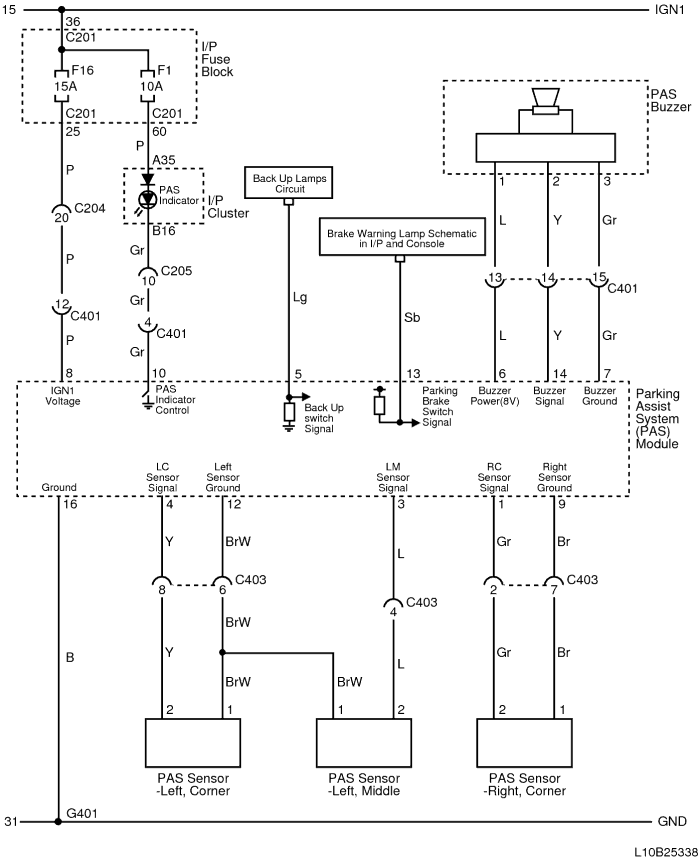 15 IGN1
36
C201
I/P
Fuse
Block
F16
15A
F1
10A
C201
C201
25
60
P
A35
PAS
Indicator
I/P
Cluster
B16
P
C204
20
Gr
C205
10
P
Gr
12
C401
4
C401
P
Gr
Back Up Lamps
Circuit
Lg
Brake Warning Lamp Schematic
in I/P and Console
Sb
PAS
Buzzer
1 2 3
L Y Gr
13 14 15
C401
L Y Gr
8 10 5 13 6 14 7
IGN1
Voltage
PAS
Indicator
Control
Back Up
switch
Signal
Parking
Brake
Switch
Signal
Buzzer
Power(8V)
Buzzer
Signal
Buzzer
Ground
Parking
Assist
System
(PAS)
Module
Ground
LC
Sensor
Signal
Left
Sensor
Ground
LM
Sensor
Signal
RC
Sensor
Signal
Right
Sensor
Ground
16 4 12 3 1 9
Y BrW L Gr Br
8 6 C403
4 C403
2 7 C403
BrW
B
Y
L
Gr Br
BrW BrW
2 1 1 2 2 1
PAS Sensor
-Left, Corner
PAS Sensor
-Left, Middle
PAS Sensor
-Right, Corner
G401
31 GND
L10B25338